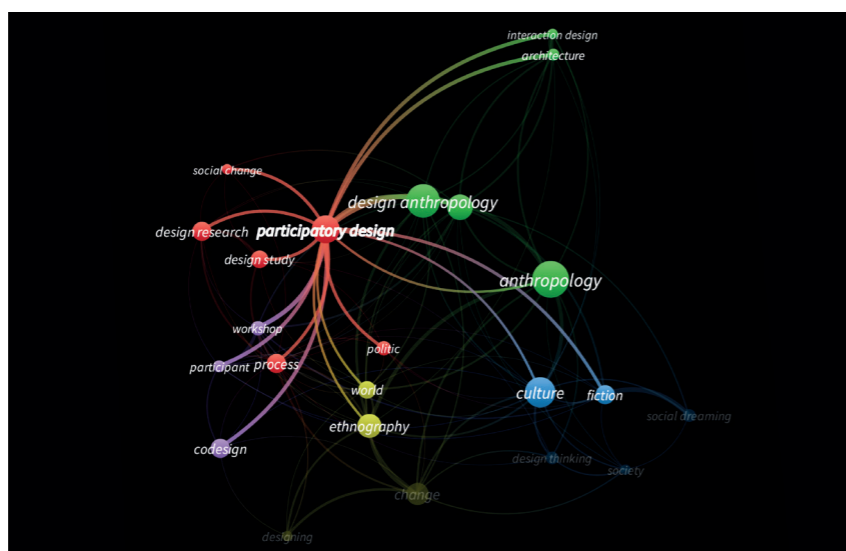 interaction design
architecture
social change
design anthropology
design research
participatory design
design study
anthropology
workshop
politic
participant
process
world
culture
fiction
social dreaming
ethnography
codesign
design thinking
society
change
designing